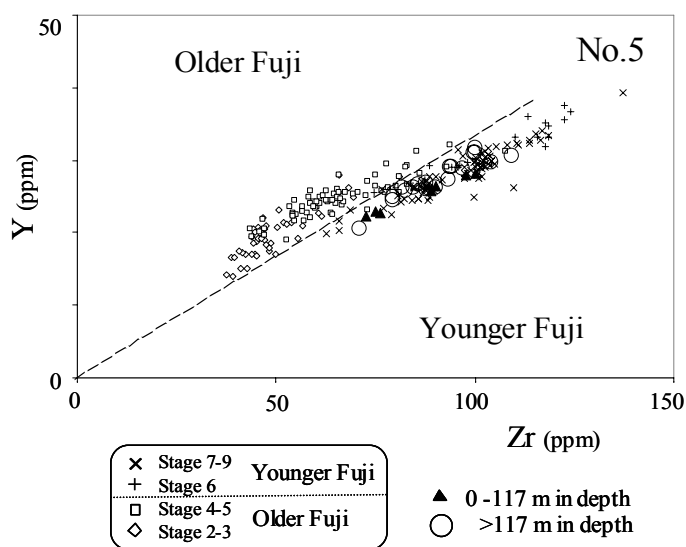 50
Older Fuji
No.5
Y (ppm)
Younger Fuji
0
0
50
100
150
Zr (ppm)
Stage 7-9
Stage 6
Younger Fuji
Stage 4-5
Stage 2-3
Older Fuji
0 -117 m in depth
>117 m in depth